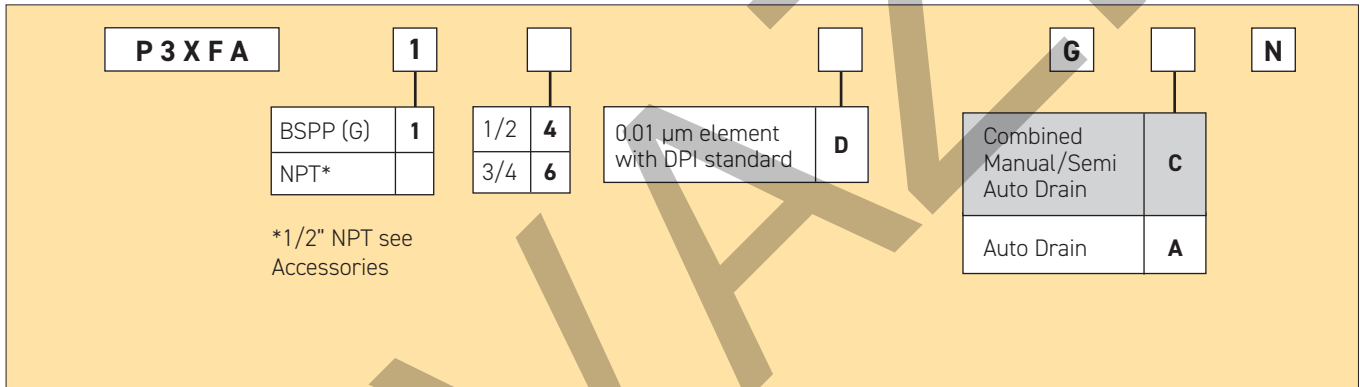 P3XFA 1 G N
BSPP (G) 1
NPT*
*1/2" NPT see
Accessories
1/2 4
3/4 6
0.01 µm element
with DPI standard
D
Combined
Manual/Semi
Auto Drain
C
Auto Drain A